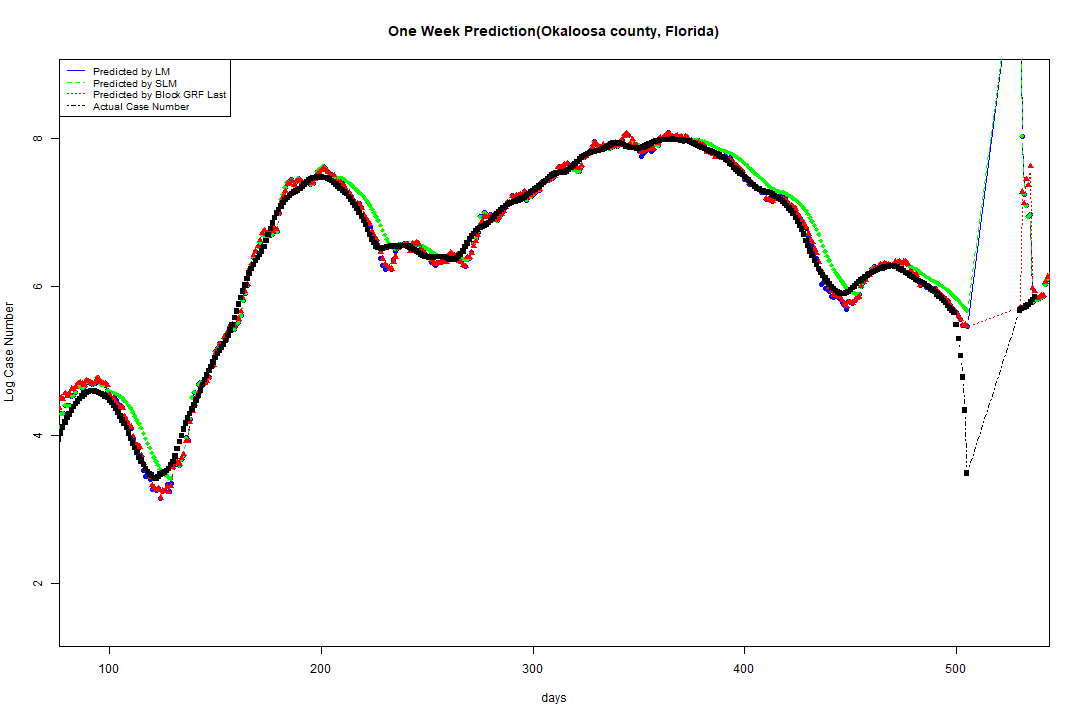 One Week Prediction(Okaloosa county, Florida)
Predicted by LM
Predicted by SLM
Predicted by Block GRF Last
Actual Case Number
Log Case Number
8
6
4
2
100 200 300 400 500
days